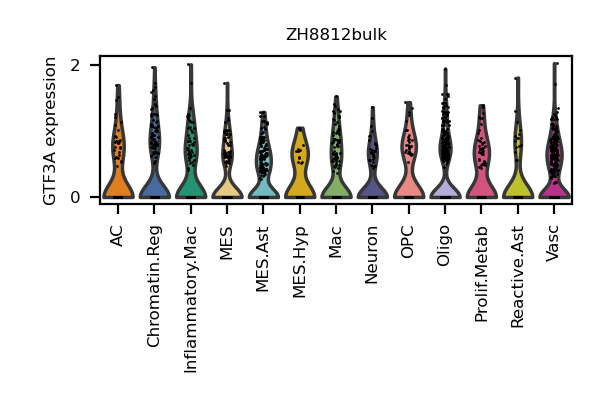 ZH8812bulk
GTF3A expression
2
0
AC
Chromatin.Reg
Inflammatory.Mac
MES
MES.Ast
MES.Hyp
Mac
Neuron
OPC
Oligo
Prolif.Metab
Reactive.Ast
Vasc